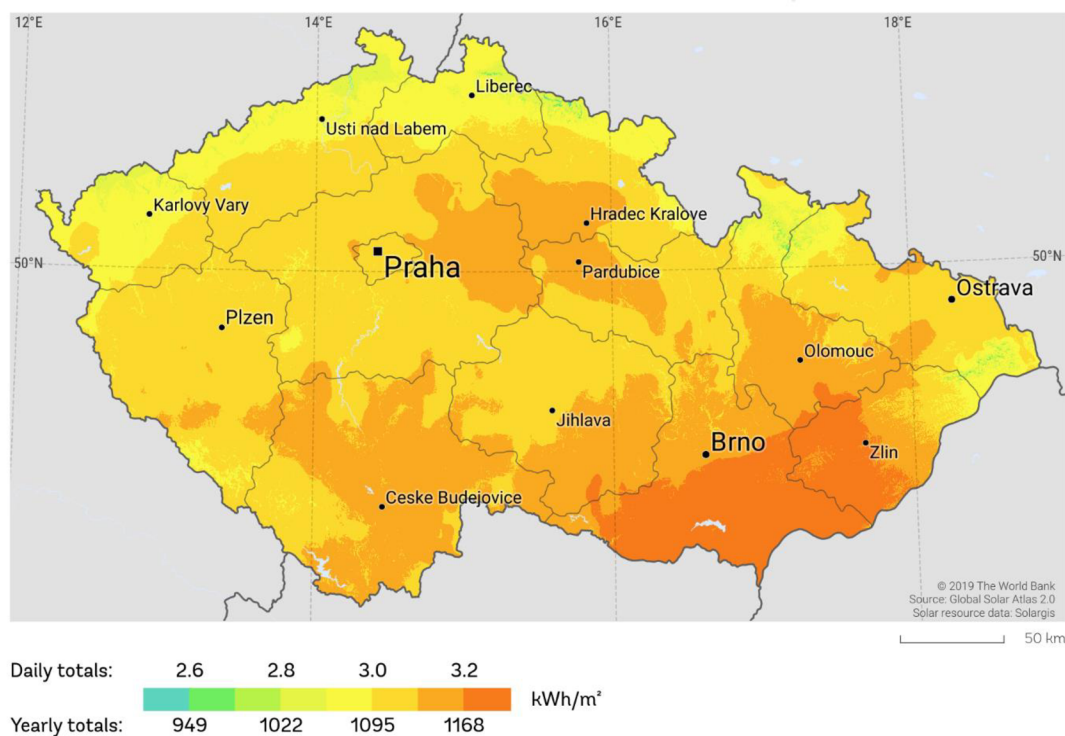 12°E 14°E 16°E 18°E
Liberec
Usti nad Labem
Karlovy Vary
Hradec Kralove
50°N
50°N
Praha
Pardubice
Ostrava
Plzen
Olomouc
Jihlava
Brno
Zlin
Ceske Budejovice
© 2019 The World Bank
Source: Global Solar Atlas 2.0
Solar resource data: Solargis
50 km
Daily totals: 2.6 2.8 3.0 3.2
kWh/m²
Yearly totals: 949 1022 1095 1168